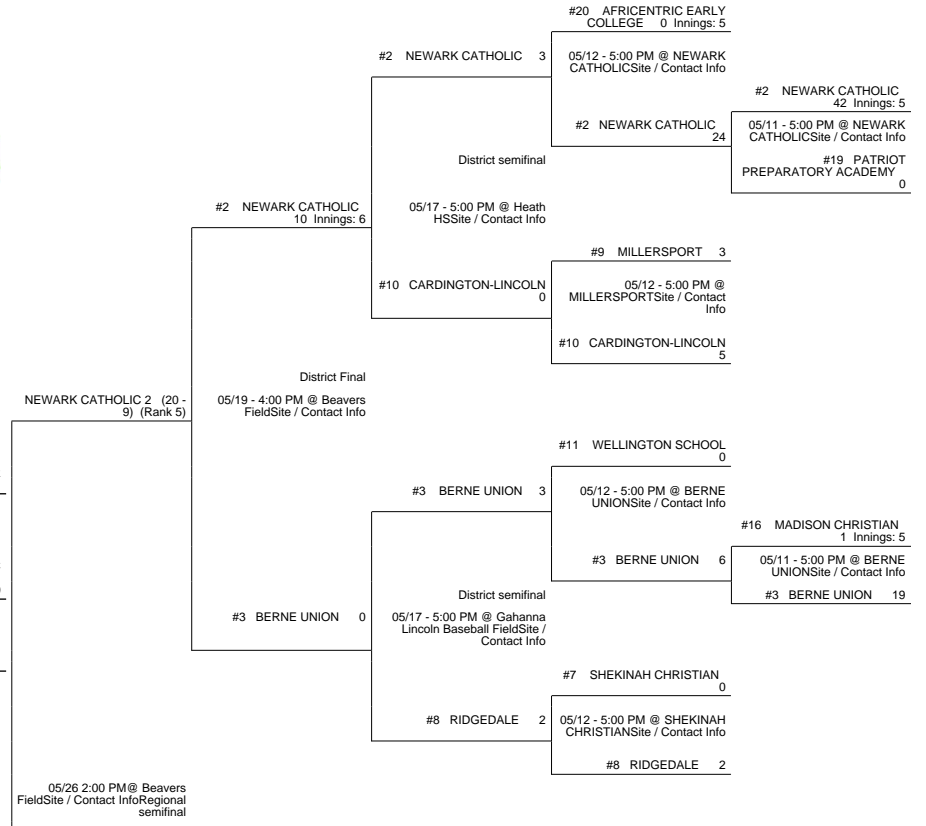 #20 AFRICENTRIC EARLY
COLLEGE 0 Innings: 5
#2 NEWARK CATHOLIC 3
05/12 - 5:00 PM @ NEWARK
CATHOLICSite / Contact Info
#2 NEWARK CATHOLIC
42 Innings: 5
#2 NEWARK CATHOLIC
24
05/11 - 5:00 PM @ NEWARK
CATHOLICSite / Contact Info
#19 PATRIOT
PREPARATORY ACADEMY
0
District semifinal
#2 NEWARK CATHOLIC
10 Innings: 6
05/17 - 5:00 PM @ Heath
HSSite / Contact Info
#9 MILLERSPORT 3
#10 CARDINGTON-LINCOLN
0
05/12 - 5:00 PM @
MILLERSPORTSite / Contact
Info
#10 CARDINGTON-LINCOLN
5
District Final
NEWARK CATHOLIC 2 (20 -
9) (Rank 5)
05/19 - 4:00 PM @ Beavers
FieldSite / Contact Info
#11 WELLINGTON SCHOOL
0
#3 BERNE UNION 3
05/12 - 5:00 PM @ BERNE
UNIONSite / Contact Info
#16 MADISON CHRISTIAN
1 Innings: 5
#3 BERNE UNION 6
05/11 - 5:00 PM @ BERNE
UNIONSite / Contact Info
#3 BERNE UNION 19
District semifinal
#3 BERNE UNION 0
05/17 - 5:00 PM @ Gahanna
Lincoln Baseball FieldSite /
Contact Info
#7 SHEKINAH CHRISTIAN
0
#8 RIDGEDALE 2
05/12 - 5:00 PM @ SHEKINAH
CHRISTIANSite / Contact Info
#8 RIDGEDALE 2
05/26 2:00 PM@ Beavers
FieldSite / Contact InfoRegional
semifinal